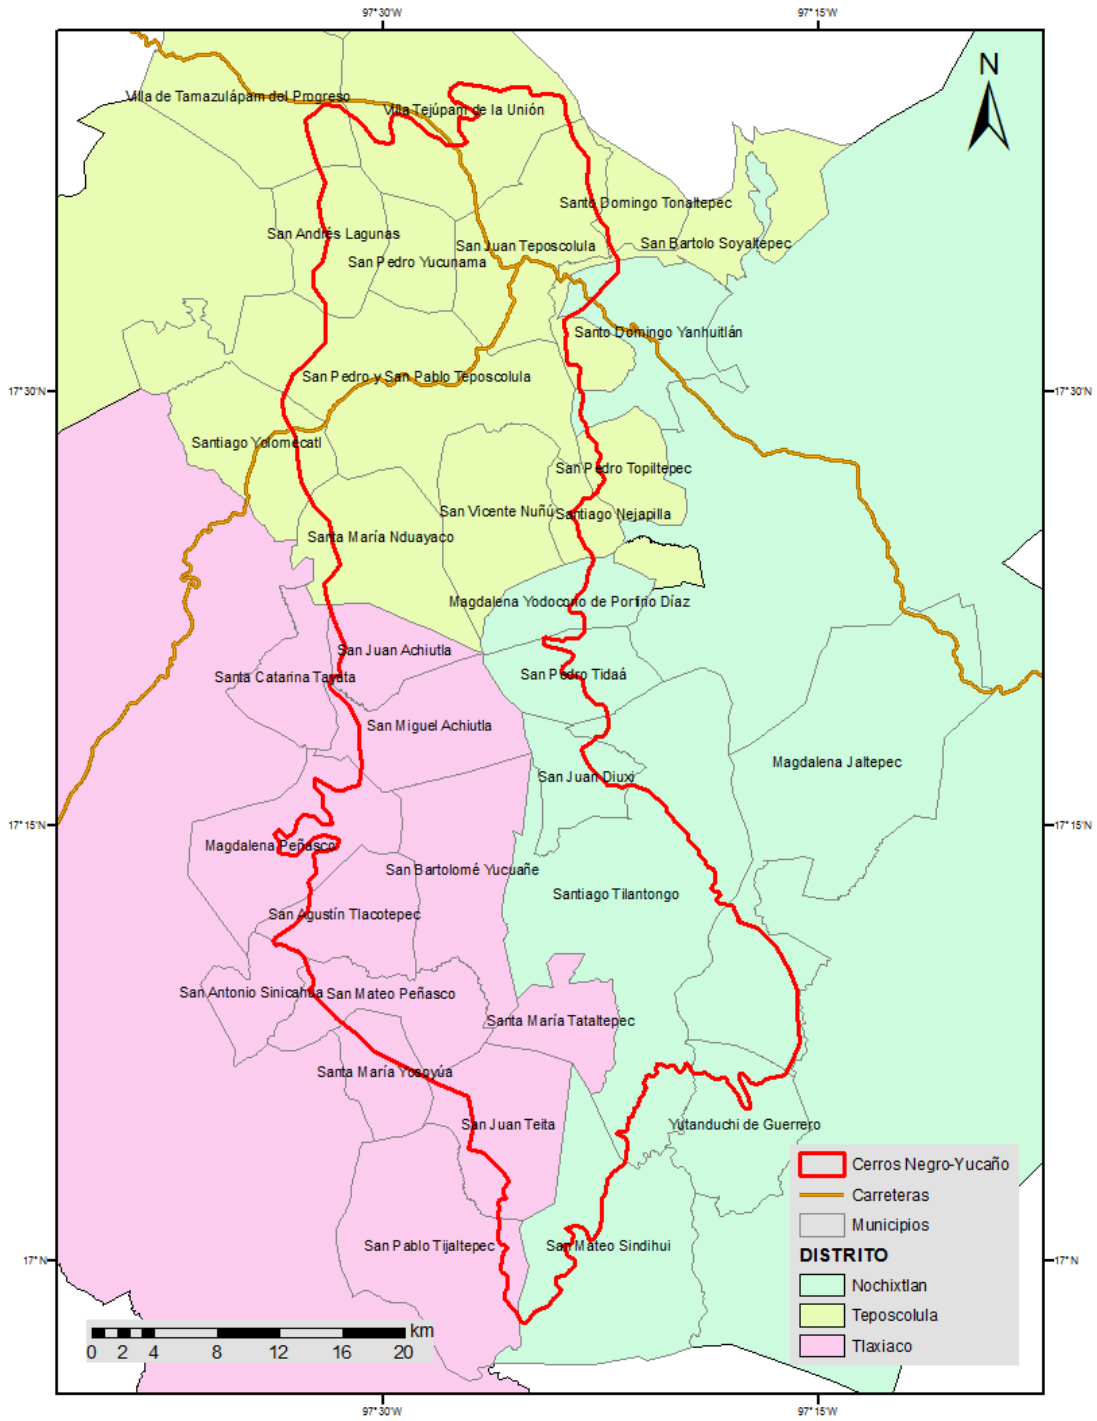 97°30'W
97°15'W
N
Villa de Tamazulápam del Progreso
Villa Tejúpam de la Unión
Santo Domingo Tonaltepec
San Andrés Lagunas
San Juan Teposcolula
San Bartolo Soyaltepec
San Pedro Yucunama
Santo Domingo Yanhuitlán
San Pedro y San Pablo Teposcolula
17°30'N
17°30'N
Santiago Yolomécatl
San Pedro Topiltepec
San Vicente Nuñú
Santiago Nejapilla
Santa María Nduayaco
Magdalena Yodocono de Porfirio Díaz
San Juan Achiutla
Santa Catarina Tayata
San Pedro Tidaá
San Miguel Achiutla
Magdalena Jaltepec
San Juan Diuxi
17°15'N
17°15'N
Magdalena Peñasco
San Bartolomé Yucuañe
Santiago Tilantongo
San Agustín Tlacotepec
San Antonio Sinicahua
San Mateo Peñasco
Santa María Tataltepec
Santa María Yosoyúa
San Juan Teita
Yutanduchi de Guerrero
San Pablo Tijaltepec
San Mateo Sindihui
17°N
17°N
Cerros Negro-Yucaño
Carreteras
Municipios
DISTRITO
Nochixtlan
Teposcolula
Tlaxiaco
km
0 2 4 8 12 16 20
97°30'W
97°15'W